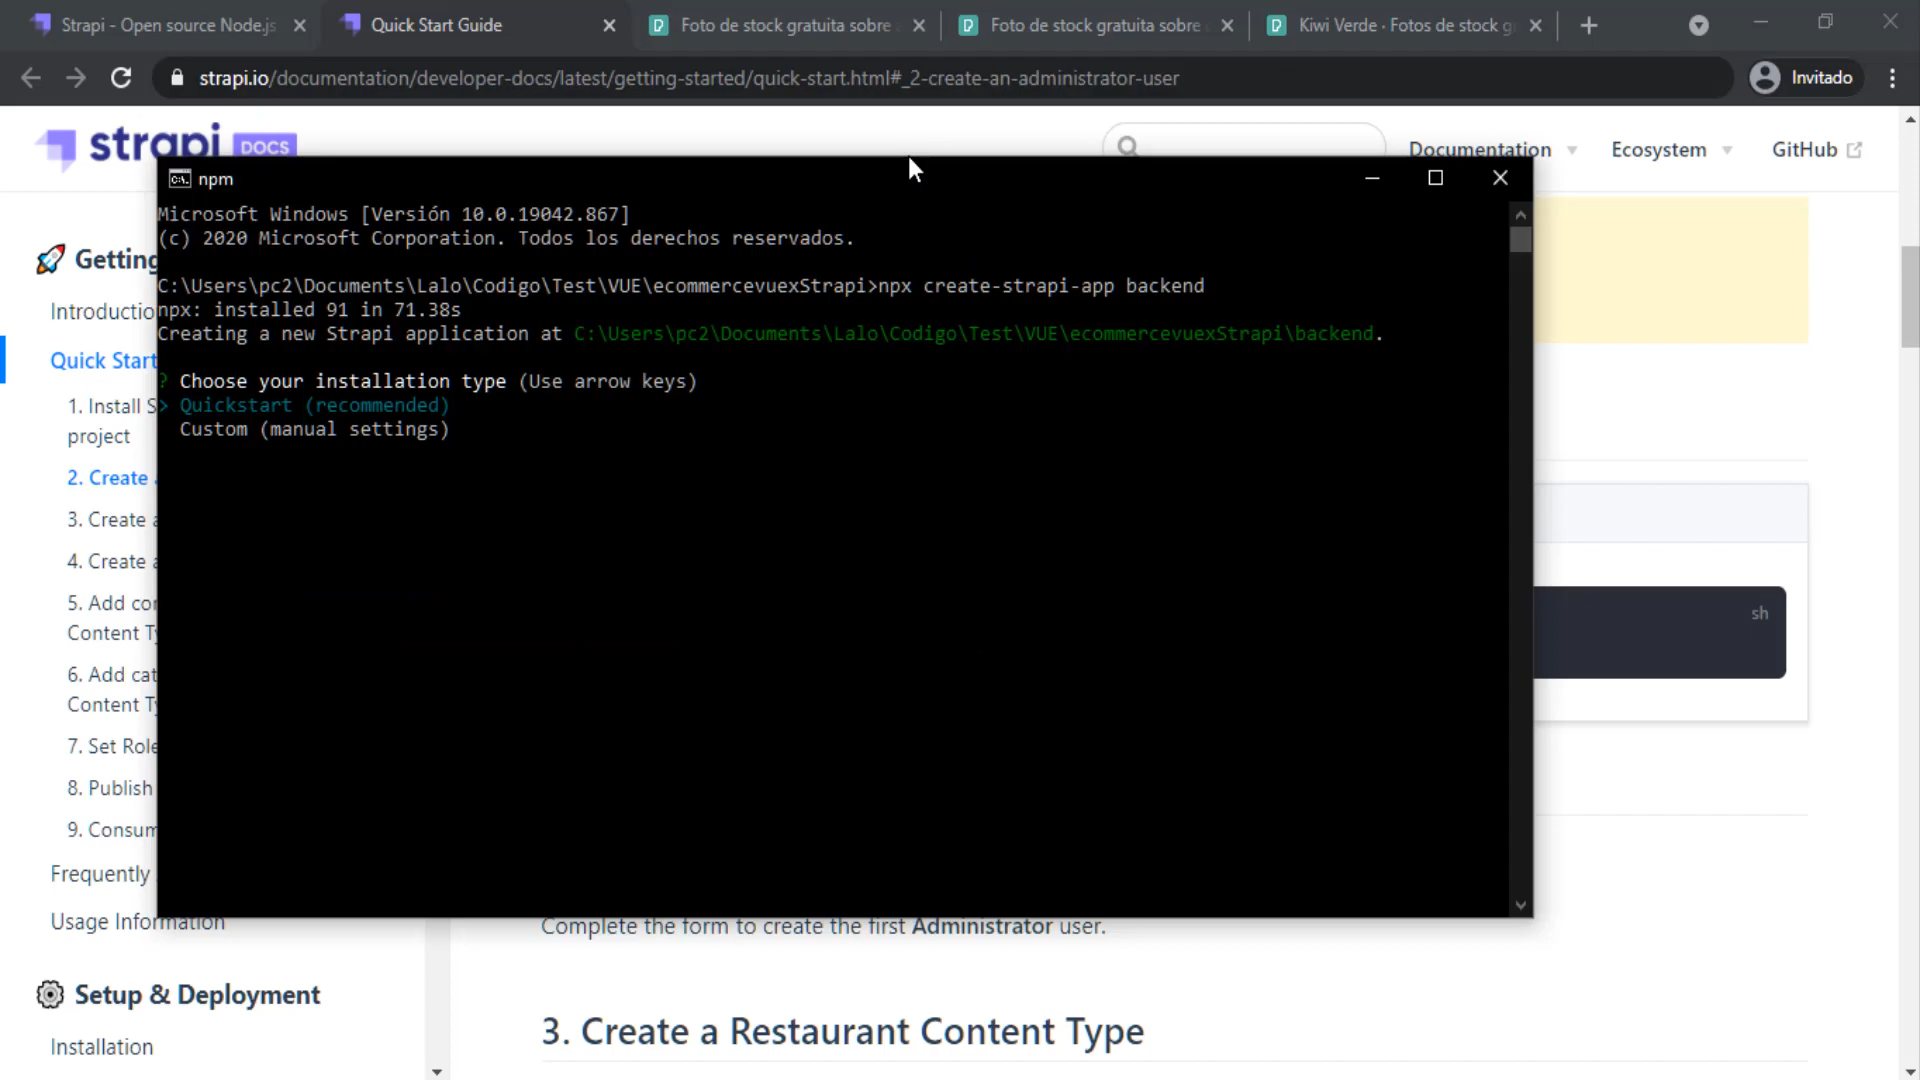 Strapi - Open source Node.js
Quick Start Guide
Foto de stock gratuita sobre
Foto de stock gratuita sobre
Kiwi Verde · Fotos de stock g
strapi.io/documentation/developer-docs/latest/getting-started/quick-start.html#_2-create-an-administrator-user
Invitado
strapi DOCS
Documentation
Ecosystem
GitHub
npm
Microsoft Windows [Versión 10.0.19042.867]
(c) 2020 Microsoft Corporation. Todos los derechos reservados.
C:\Users\pc2\Documents\Lalo\Codigo\Test\VUE\ecommercevuexStrapi>npx create-strapi-app backend
npx: installed 91 in 71.38s
Creating a new Strapi application at C:\Users\pc2\Documents\Lalo\Codigo\Test\VUE\ecommercevuexStrapi\backend.
? Choose your installation type (Use arrow keys)
> Quickstart (recommended)
Custom (manual settings)
Getting
Introduction
Quick Start
1. Install S
project
2. Create a
3. Create a
4. Create a
5. Add con
Content Ty
6. Add cat
Content Ty
7. Set Role
8. Publish
9. Consum
Frequently
Usage Information
Setup & Deployment
Installation
sh
Complete the form to create the first Administrator user.
3. Create a Restaurant Content Type